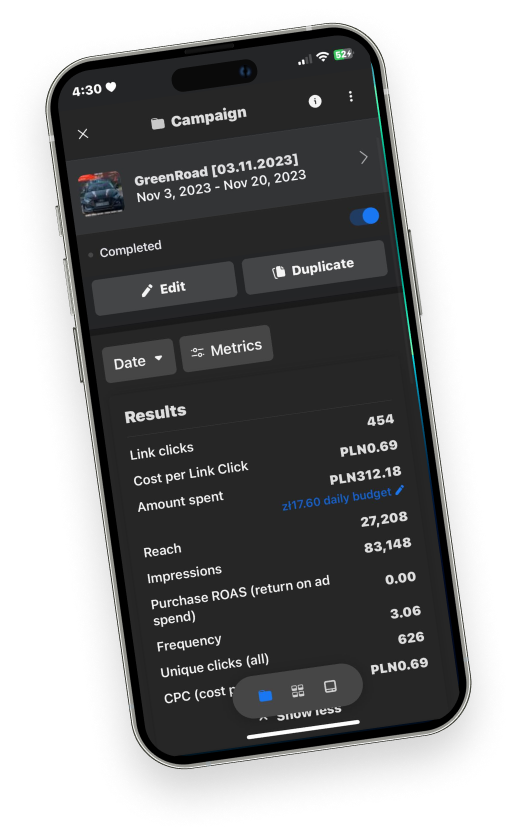 4:30
52
Campaign
GreenRoad [03.11.2023]
Nov 3, 2023 - Nov 20, 2023
Completed
Edit
Duplicate
Date
Metrics
Results
Link clicks 454
Cost per Link Click PLN0.69
Amount spent PLN312.18
zł17.60 daily budget
Reach 27,208
Impressions 83,148
Purchase ROAS (return on ad
spend) 0.00
Frequency 3.06
Unique clicks (all) 626
CPC (cost p PLN0.69
Show less